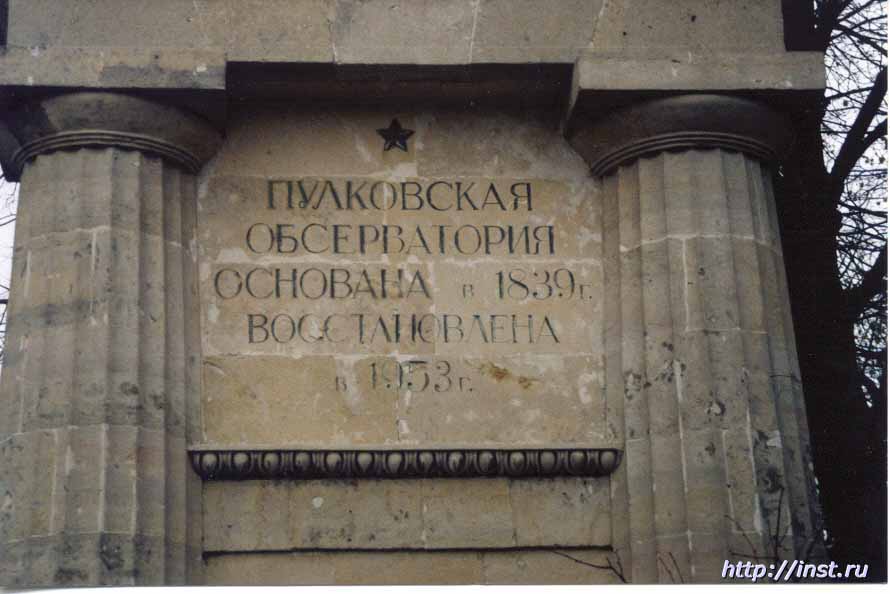 ПУЛКОВСКАЯ
ОБСЕРВАТОРИЯ
ОСНОВАНА в 1839г.
ВОССТАНОВЛЕНА
в 1953г.
http://inst.ru